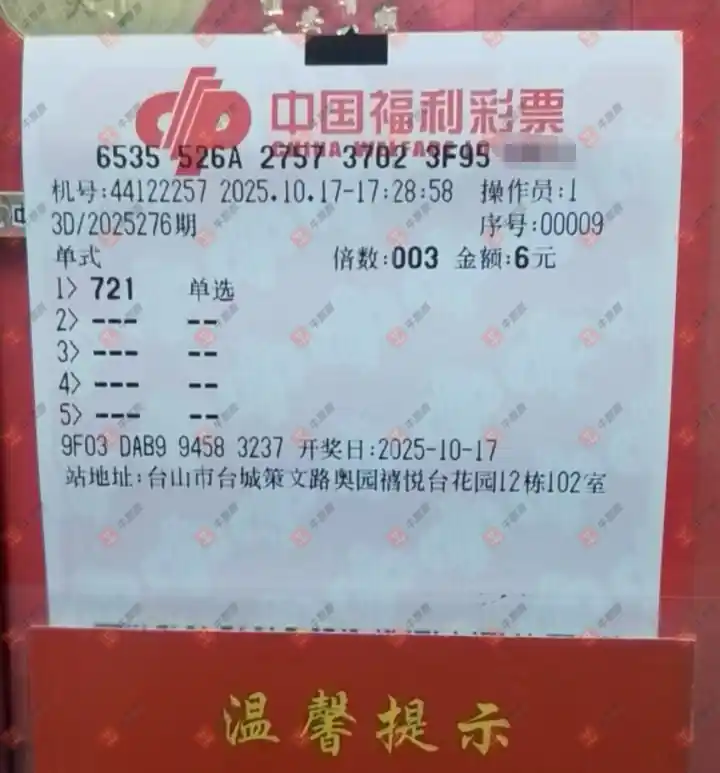 中国福利彩票
CHINA WELFARE LO
6535 526A 2757 3702 3F95
机号:44122257 2025.10.17-17:28:58 操作员:1
3D/2025276期 序号:00009
单式 倍数:003 金额:6元
1> 721 单选
2> --- --
3> --- --
4> --- --
5> --- --
9F03 DAB9 9458 3237 开奖日:2025-10-17
站地址:台山市台城策文路奥园禧悦台花园12栋102室
温馨提示